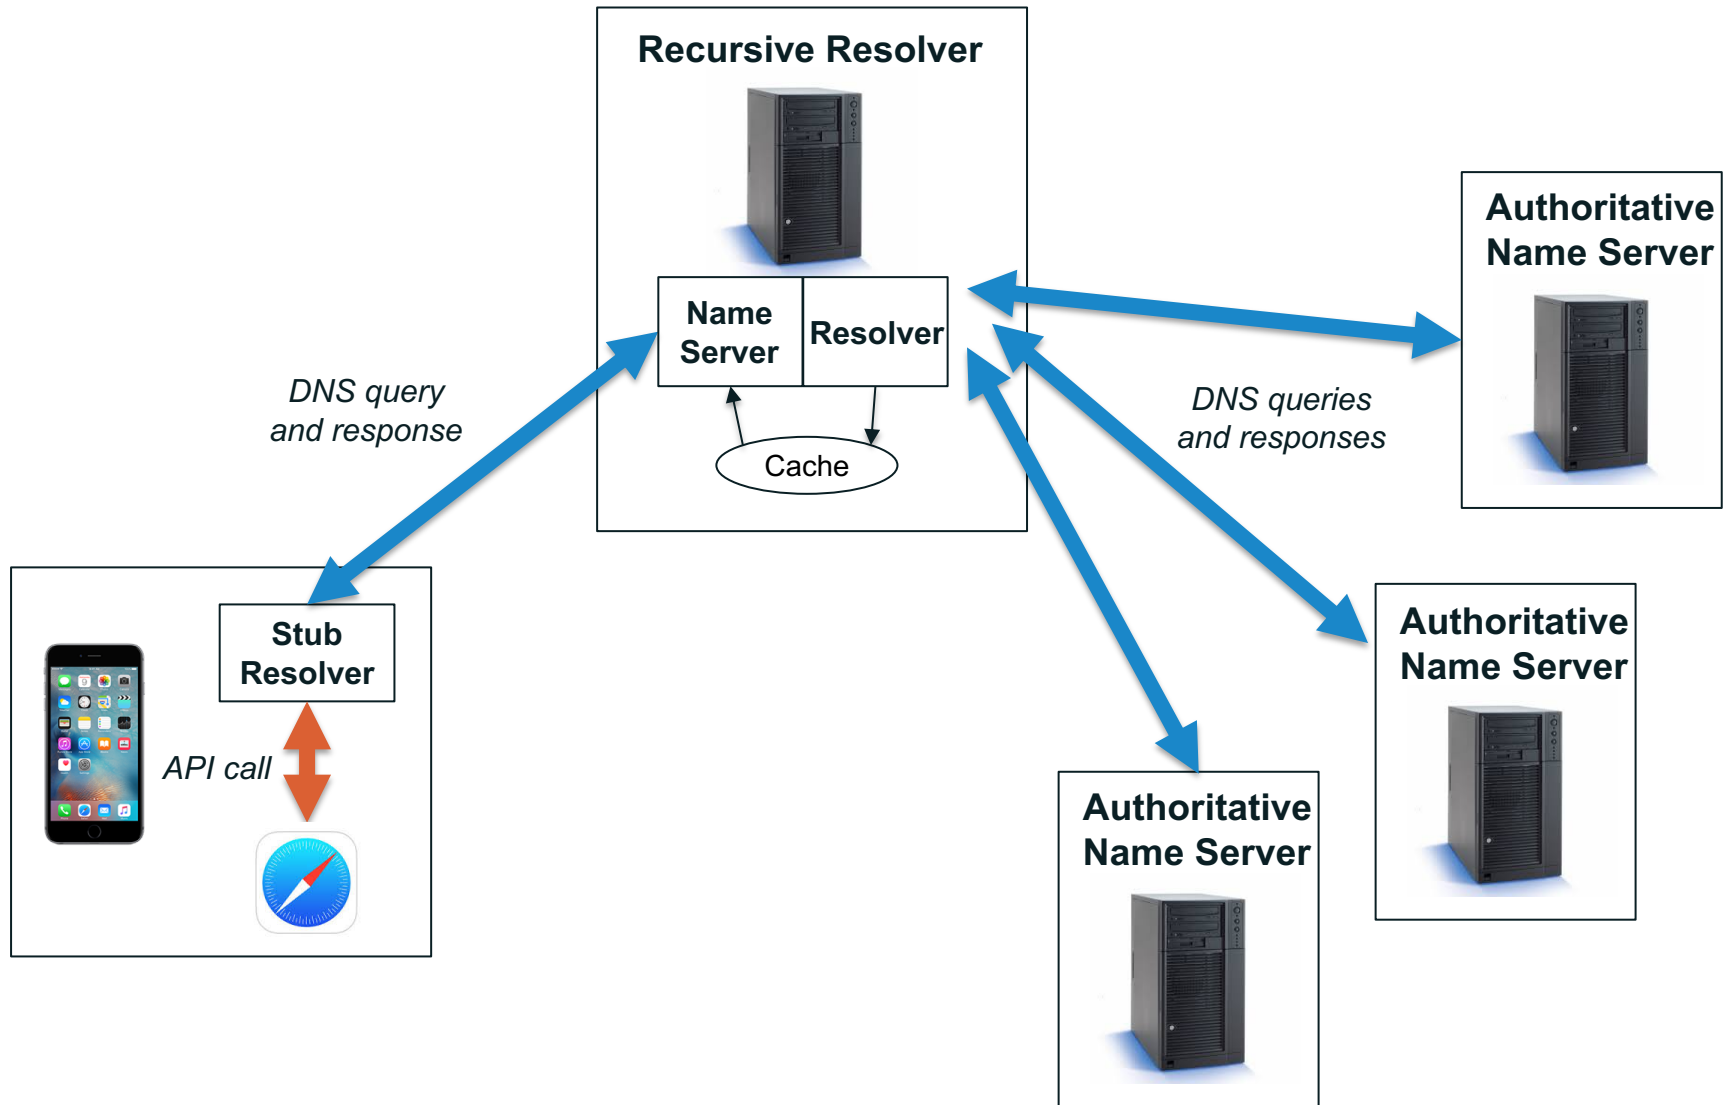 Recursive Resolver
Name
Server
Resolver
Cache
DNS query
and response
DNS queries
and responses
Stub
Resolver
API call
Authoritative
Name Server
Authoritative
Name Server
Authoritative
Name Server